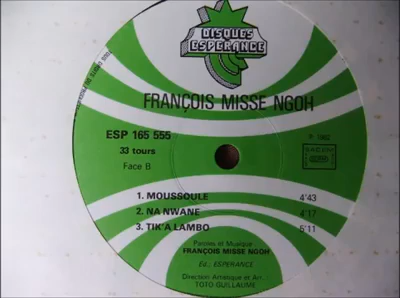 DISQUES
ESPERANCE
FRANÇOIS MISSE NGOH
ESP 165 555
33 tours
Face B
P 1982
SACEM
1. MOUSSOULE 4'43
2. NA NWANE 4'17
3. TIK'A LAMBO 5'11
Paroles et Musique
FRANÇOIS MISSE NGOH
Ed.: ESPERANCE
Direction Artistique et Arr.
TOTO GUILLAUME